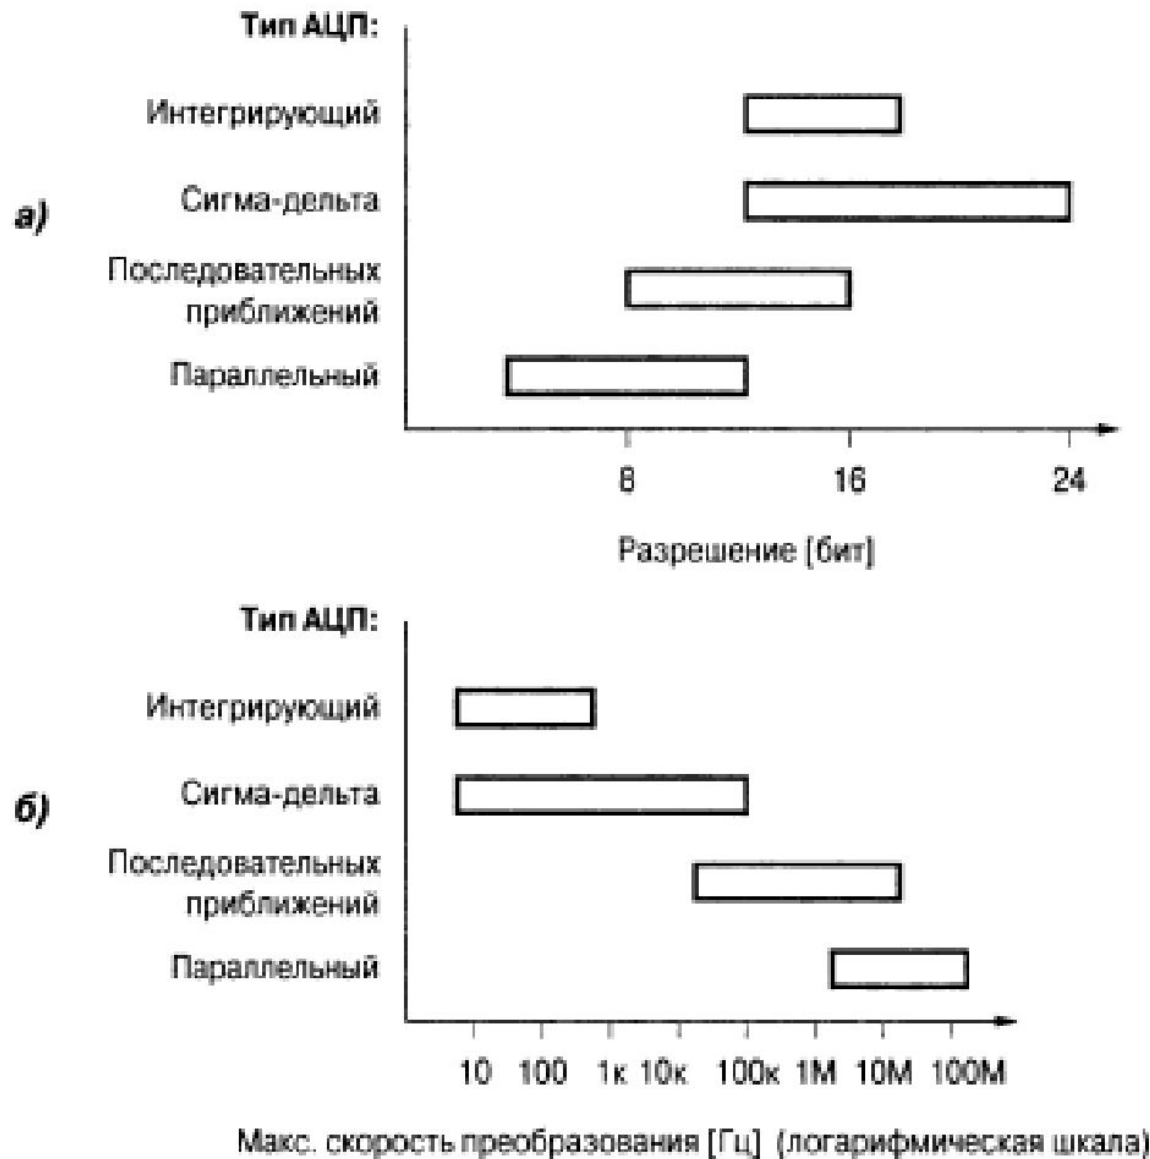 Тип АЦП:
Интегрирующий
Сигма-дельта
а)
Последовательных
приближений
Параллельный
8 16 24
Разрешение [бит]
Тип АЦП:
Интегрирующий
Сигма-дельта
б)
Последовательных
приближений
Параллельный
10 100 1к 10к 100к 1М 10М 100М
Макс. скорость преобразования [Гц] (логарифмическая шкала)